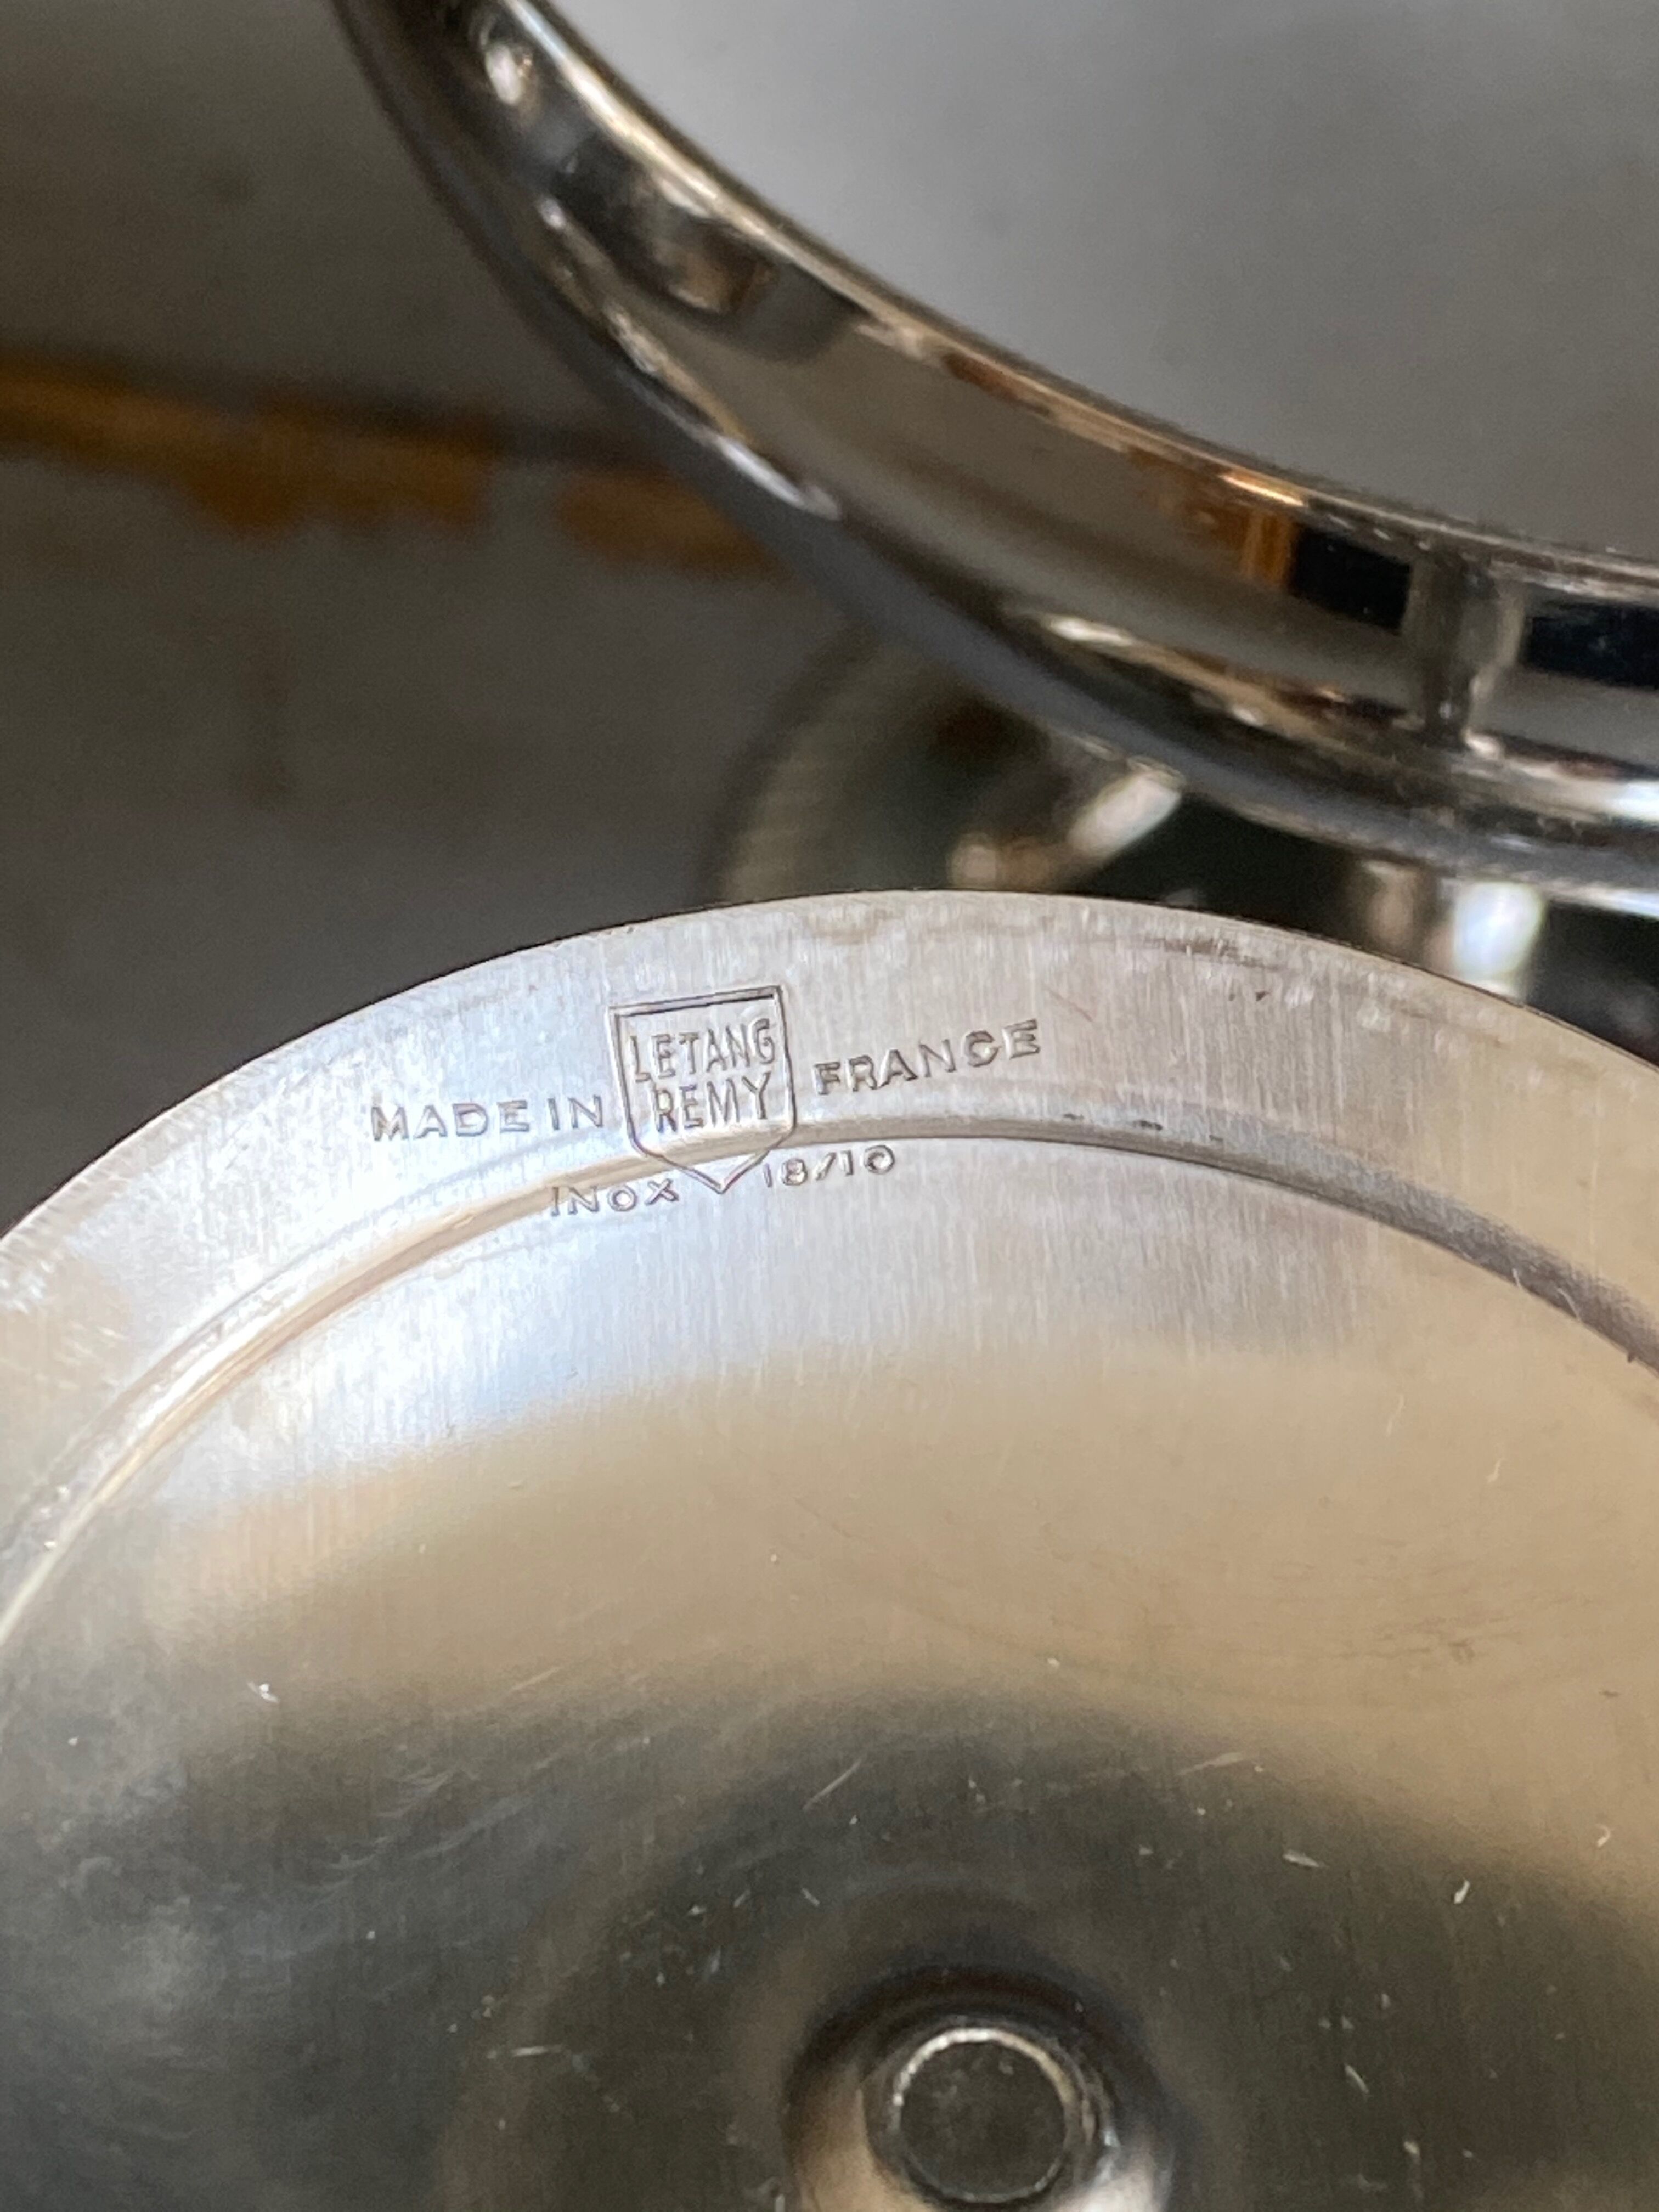 LETANG
REMY
MADE IN FRANCE
INOX 18/10